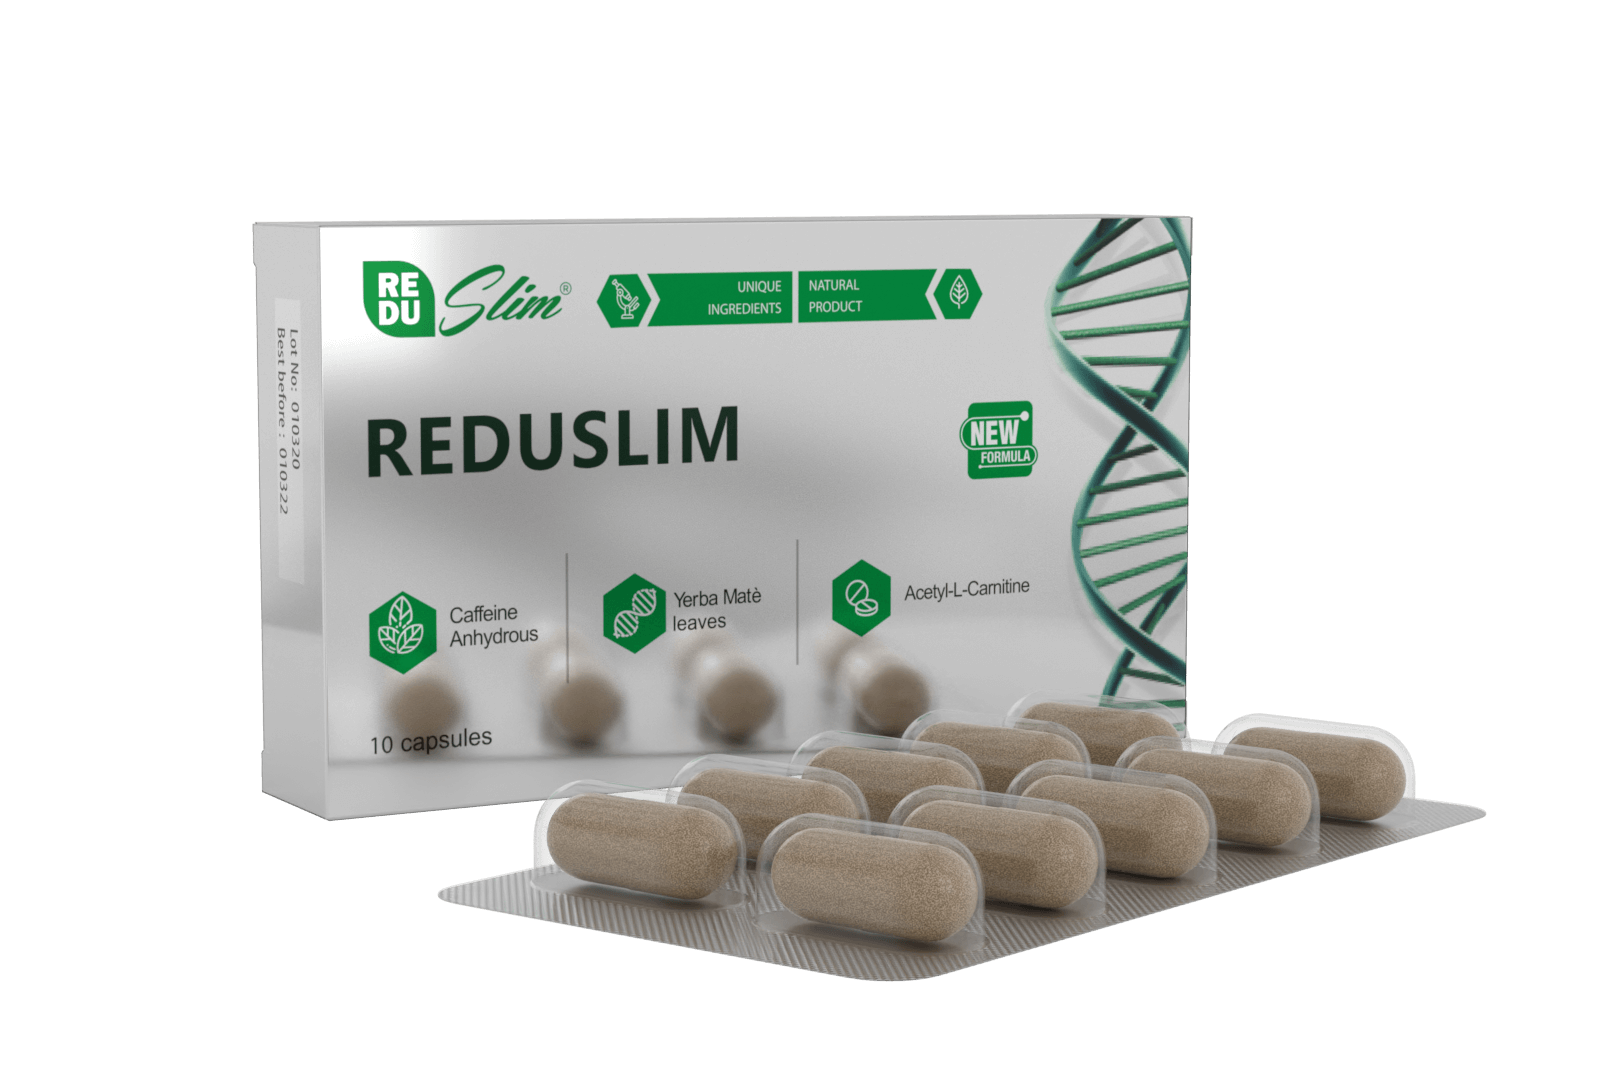 RE
DU
Slim®
UNIQUE
INGREDIENTS
NATURAL
PRODUCT
REDUSLIM
NEW
FORMULA
Caffeine
Anhydrous
Yerba Matè
leaves
Acetyl-L-Carnitine
10 capsules
Lot No: 010320
Best before : 010322